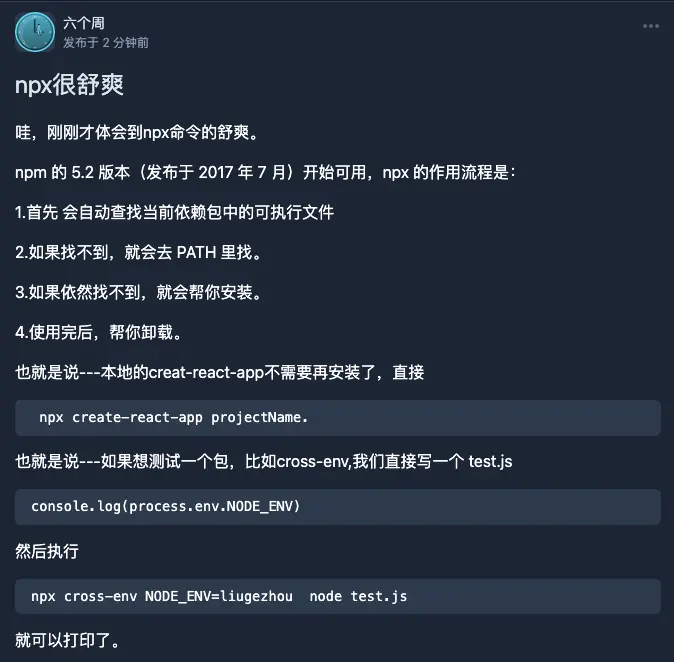 六个周
发布于 2 分钟前
npx很舒爽
哇，刚刚才体会到npx命令的舒爽。
npm 的 5.2 版本（发布于 2017 年 7 月）开始可用，npx 的作用流程是：
1.首先 会自动查找当前依赖包中的可执行文件
2.如果找不到，就会去 PATH 里找。
3.如果依然找不到，就会帮你安装。
4.使用完后，帮你卸载。
也就是说---本地的creat-react-app不需要再安装了，直接
npx create-react-app projectName.
也就是说---如果想测试一个包，比如cross-env,我们直接写一个 test.js
console.log(process.env.NODE_ENV)
然后执行
npx cross-env NODE_ENV=liugezhou  node test.js
就可以打印了。